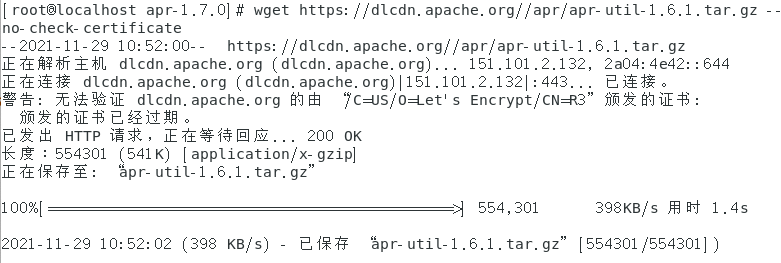 [root@localhost apr-1.7.0]# wget https://dlcdn.apache.org//apr/apr-util-1.6.1.tar.gz --
no-check-certificate
--2021-11-29 10:52:00--  https://dlcdn.apache.org//apr/apr-util-1.6.1.tar.gz
正在解析主机 dlcdn.apache.org (dlcdn.apache.org)... 151.101.2.132, 2a04:4e42::644
正在连接 dlcdn.apache.org (dlcdn.apache.org)|151.101.2.132|:443... 已连接。
警告: 无法验证 dlcdn.apache.org 的由 “/C=US/O=Let's Encrypt/CN=R3” 颁发的证书:
  颁发的证书已经过期。
已发出 HTTP 请求，正在等待回应... 200 OK
长度：554301 (541K) [application/x-gzip]
正在保存至: “apr-util-1.6.1.tar.gz”
100%[======================================>] 554,301      398KB/s 用时 1.4s
2021-11-29 10:52:02 (398 KB/s) - 已保存 “apr-util-1.6.1.tar.gz” [554301/554301])